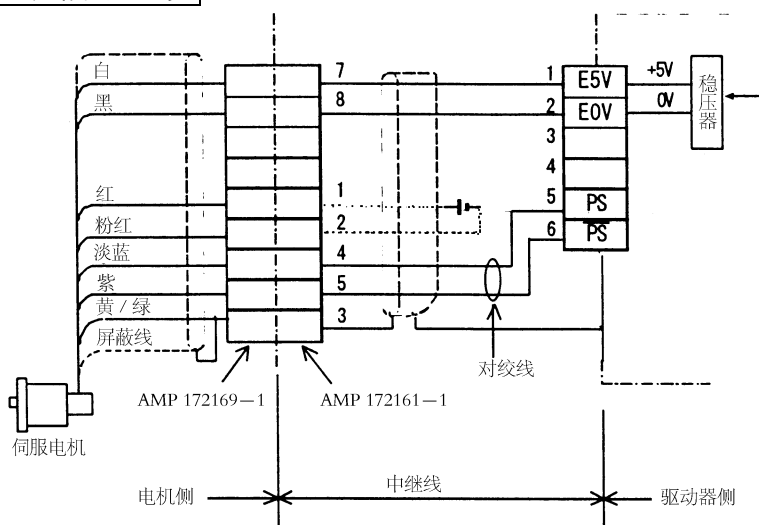 白
黑
红
粉红
淡蓝
紫
黄／绿
屏蔽线
7
8
1
2
4
5
3
1
2
3
4
5
6
E5V
E0V
PS
PS
+5V
0V
稳压器
对绞线
AMP 172169－1
AMP 172161－1
伺服电机
电机侧
中继线
驱动器侧